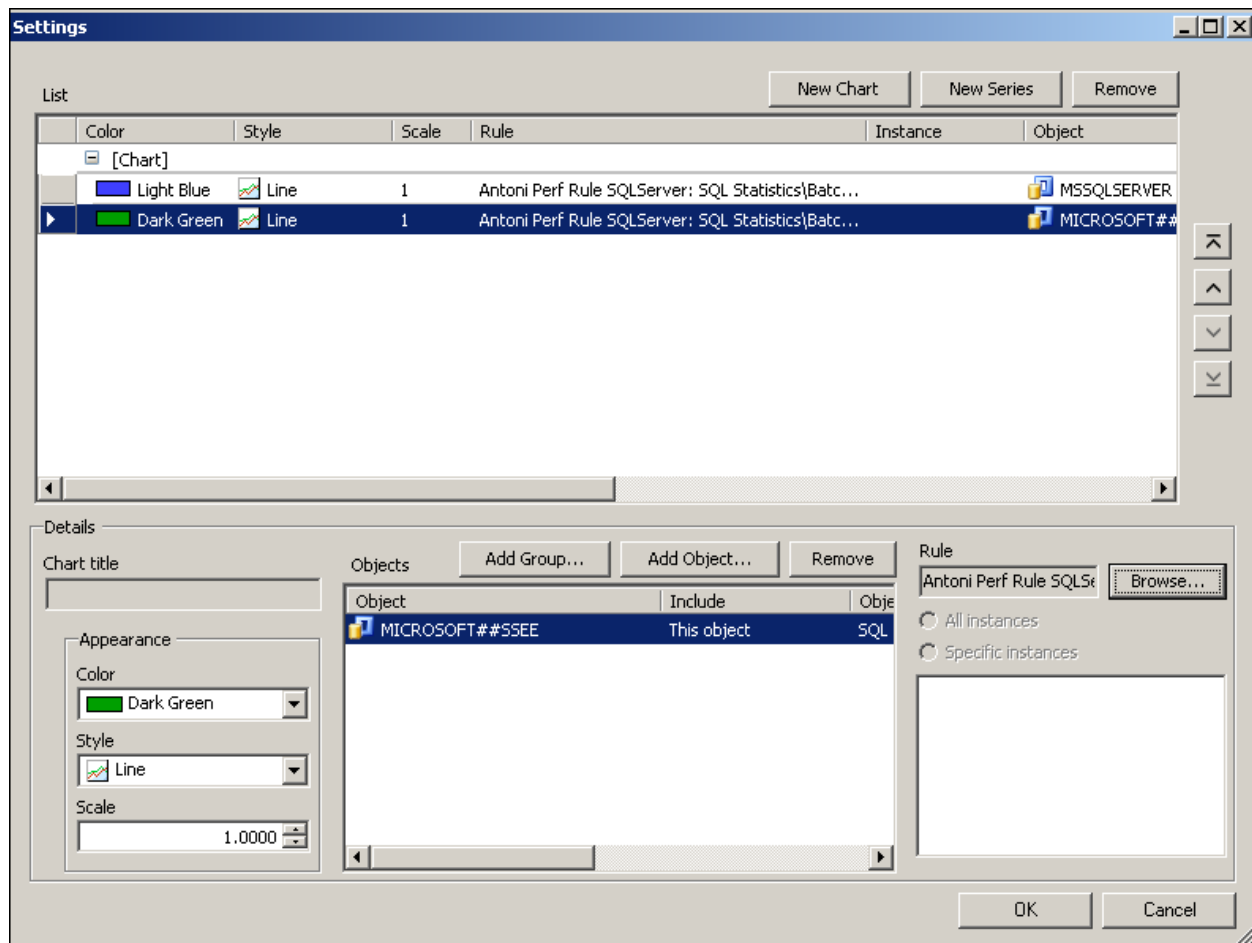 Settings
List
New Chart New Series Remove
Color Style Scale Rule Instance Object
[Chart]
Light Blue Line 1 Antoni Perf Rule SQLServer: SQL Statistics\Batc... MSSQLSERVER
Dark Green Line 1 Antoni Perf Rule SQLServer: SQL Statistics\Batc... MICROSOFT##
Details
Chart title
Objects Add Group... Add Object... Remove
Rule
Antoni Perf Rule SQLSe Browse...
Object Include Obje
MICROSOFT##SSEE This object SQL
All instances
Specific instances
Appearance
Color
Dark Green
Style
Line
Scale
1.0000
OK Cancel